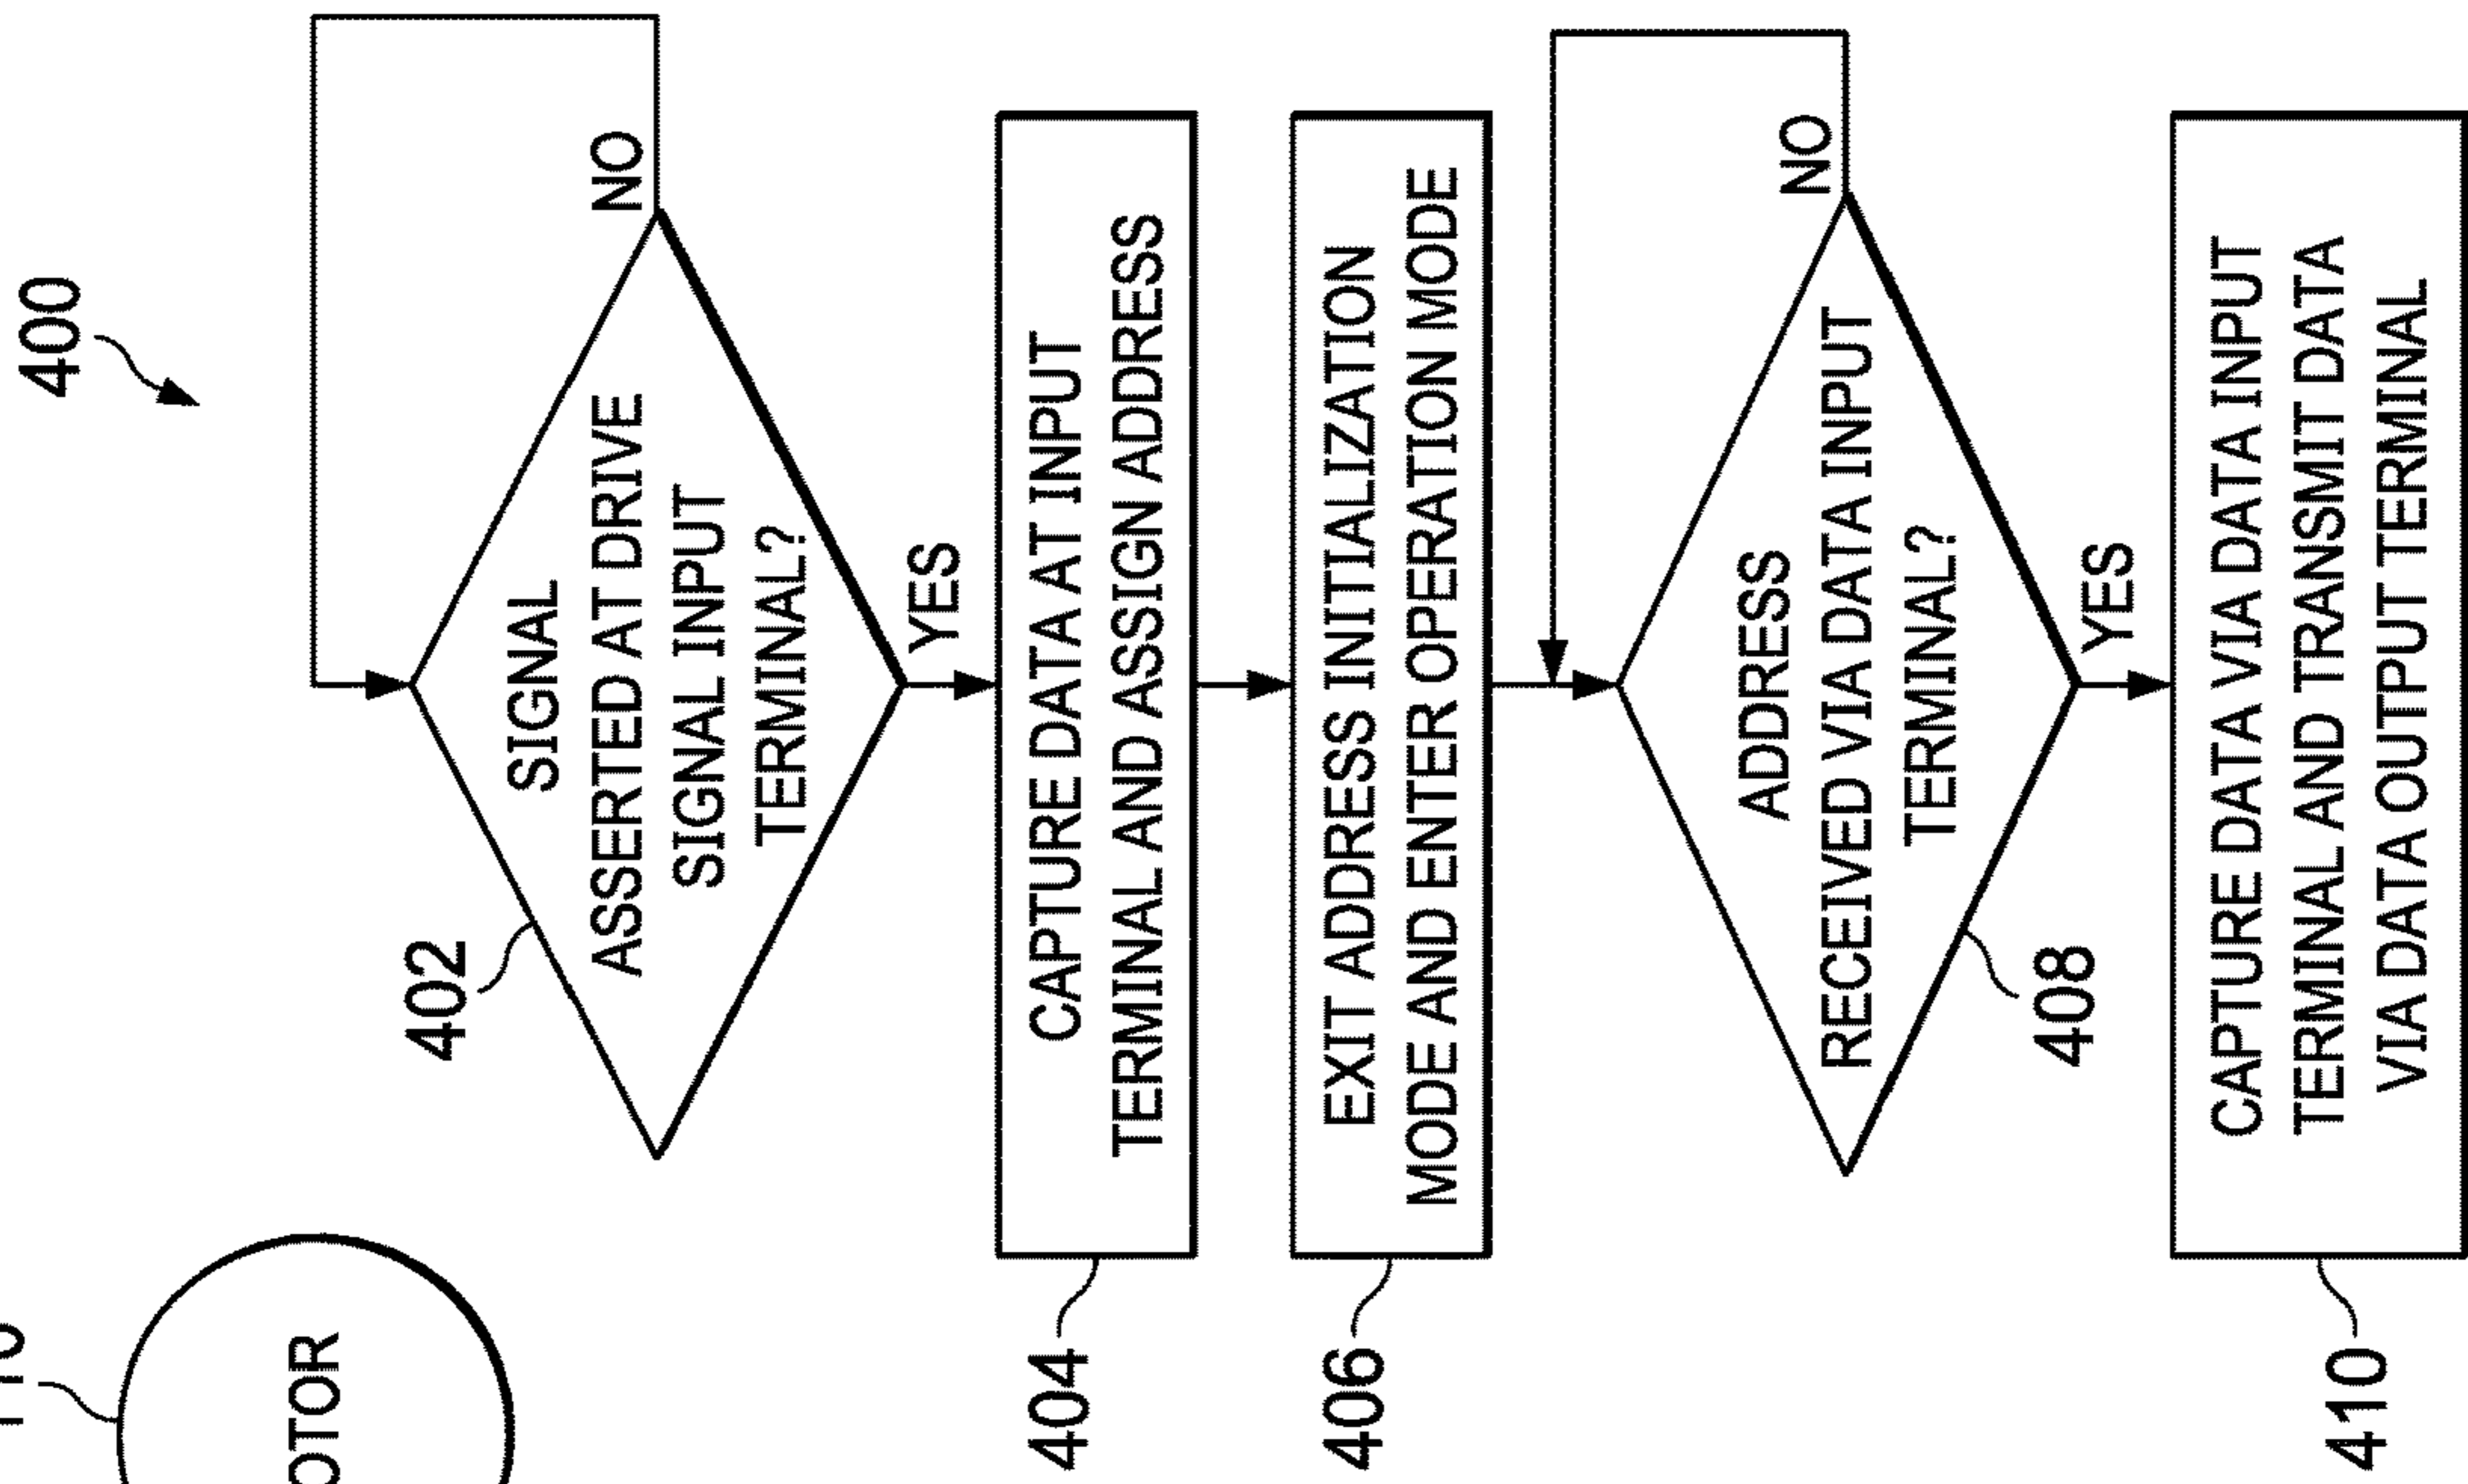 400
402
SIGNAL
ASSERTED AT DRIVE
SIGNAL INPUT
TERMINAL?
NO
YES
404
CAPTURE DATA AT INPUT
TERMINAL AND ASSIGN ADDRESS
406
EXIT ADDRESS INITIALIZATION
MODE AND ENTER OPERATION MODE
ADDRESS
RECEIVED VIA DATA INPUT
TERMINAL?
NO
408
YES
410
CAPTURE DATA VIA DATA INPUT
TERMINAL AND TRANSMIT DATA
VIA DATA OUTPUT TERMINAL